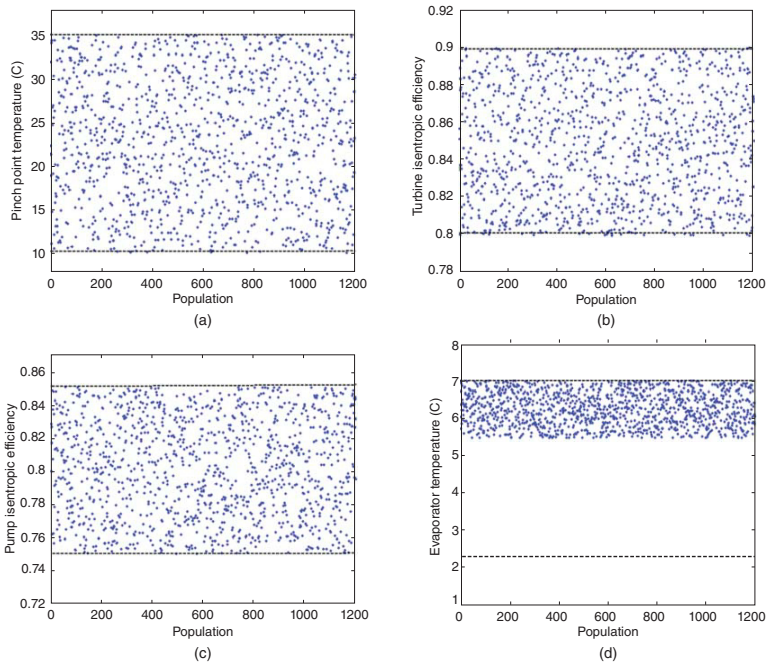 35
30
25
20
15
10
Pinch point temperature (C)
0 200 400 600 800 1000 1200
Population
(a)
0.92
0.9
0.88
0.86
0.84
0.82
0.8
0.78
Turbine isentropic efficiency
0 200 400 600 800 1000 1200
Population
(b)
0.86
0.84
0.82
0.8
0.78
0.76
0.74
0.72
Pump isentropic efficiency
0 200 400 600 800 1000 1200
Population
(c)
8
7
6
5
4
3
2
1
Evaporator temperature (C)
0 200 400 600 800 1000 1200
Population
(d)